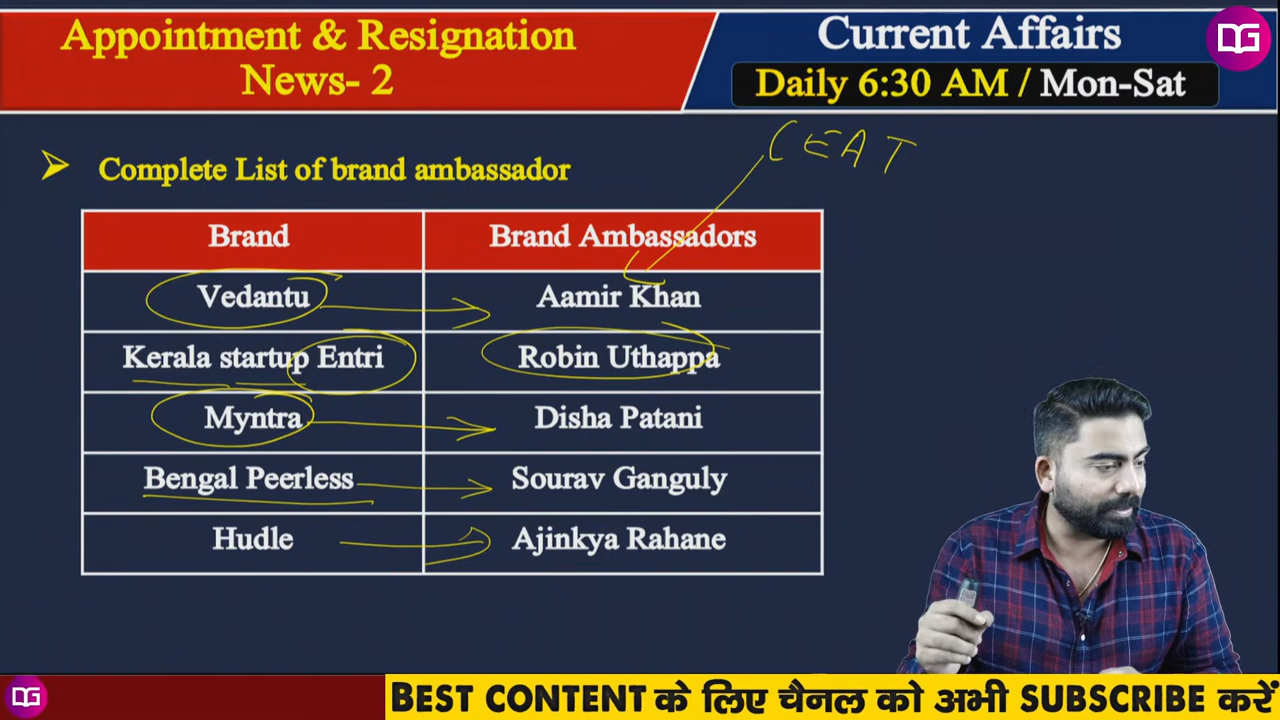 Appointment & Resignation
News- 2
Current Affairs
Daily 6:30 AM / Mon-Sat
DG
CEAT
Complete List of brand ambassador
Brand Brand Ambassadors
Vedantu Aamir Khan
Kerala startup Entri Robin Uthappa
Myntra Disha Patani
Bengal Peerless Sourav Ganguly
Hudle Ajinkya Rahane
DG
BEST CONTENT के लिए चैनल को अभी SUBSCRIBE करें